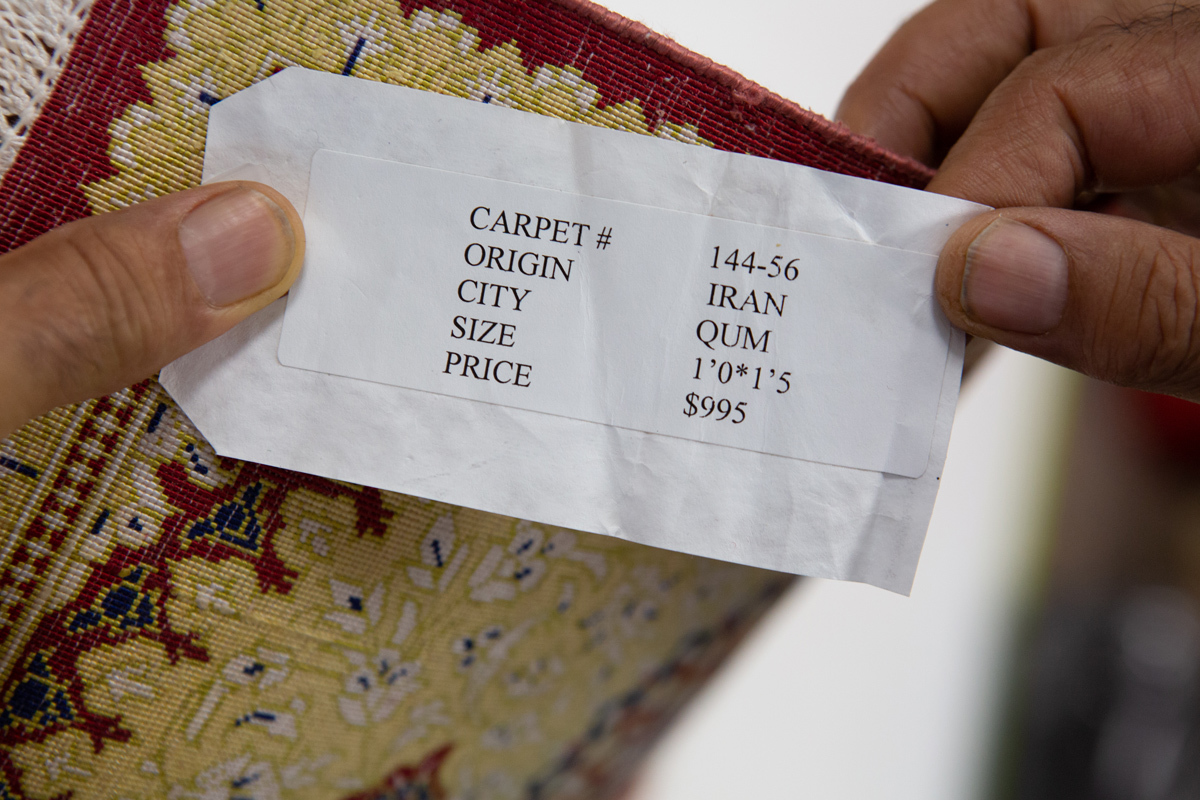 CARPET # 144-56
ORIGIN IRAN
CITY QUM
SIZE 1'0*1'5
PRICE $995